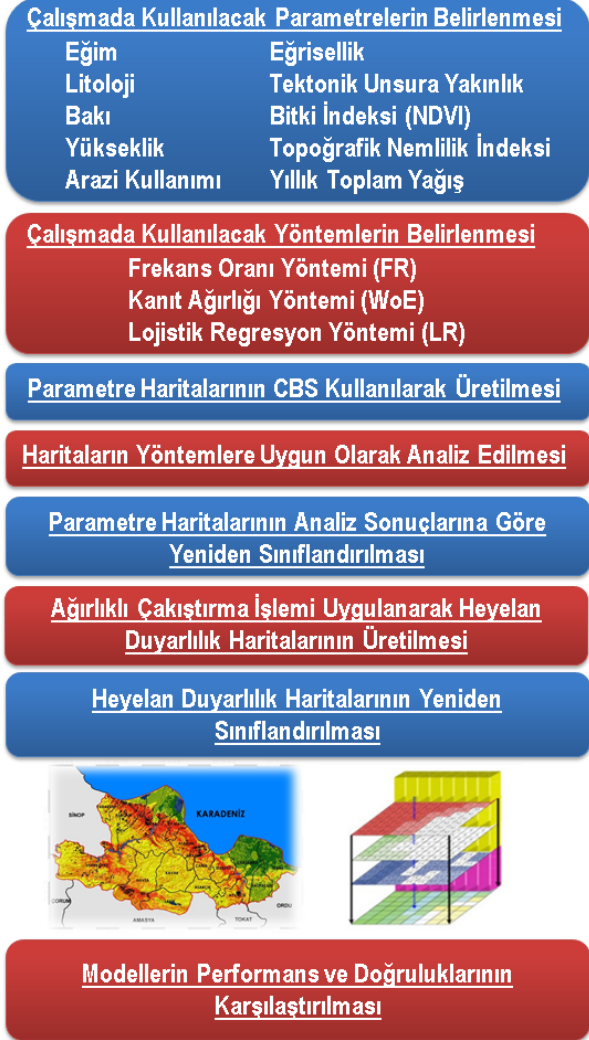 Çalışmada Kullanılacak Parametrelerin Belirlenmesi
Eğim Eğrisellik
Litoloji Tektonik Unsura Yakınlık
Bakı Bitki İndeksi (NDVI)
Yükseklik Topoğrafik Nemlilik İndeksi
Arazi Kullanımı Yıllık Toplam Yağış
Çalışmada Kullanılacak Yöntemlerin Belirlenmesi
Frekans Oranı Yöntemi (FR)
Kanıt Ağırlığı Yöntemi (WoE)
Lojistik Regresyon Yöntemi (LR)
Parametre Haritalarının CBS Kullanılarak Üretilmesi
Haritaların Yöntemlere Uygun Olarak Analiz Edilmesi
Parametre Haritalarının Analiz Sonuçlarına Göre
Yeniden Sınıflandırılması
Ağırlıklı Çakıştırma İşlemi Uygulanarak Heyelan
Duyarlılık Haritalarının Üretilmesi
Heyelan Duyarlılık Haritalarının Yeniden
Sınıflandırılması
SİNOP
KARADENİZ
ÇORUM
AMASYA
TOKAT
ORDU
Modellerin Performans ve Doğruluklarının
Karşılaştırılması